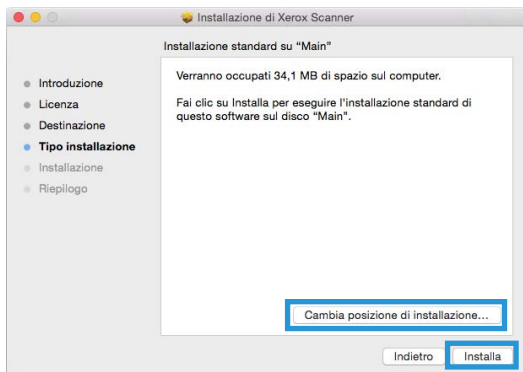 Installazione di Xerox Scanner
Installazione standard su “Main”
Introduzione
Licenza
Destinazione
Tipo installazione
Installazione
Riepilogo
Verranno occupati 34,1 MB di spazio sul computer.
Fai clic su Installa per eseguire l'installazione standard di
questo software sul disco “Main”.
Cambia posizione di installazione...
Indietro
Installa